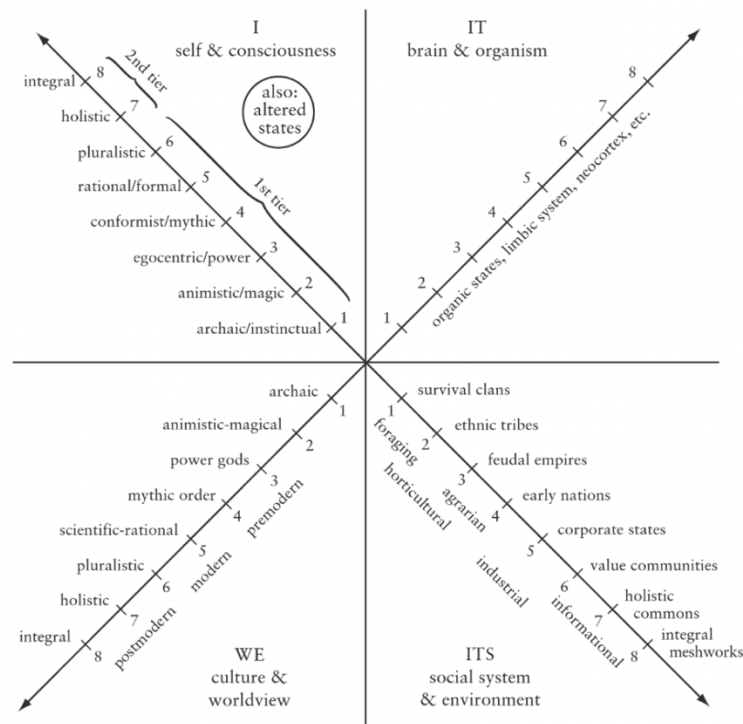 I
self & consciousness
also:
altered
states
2nd tier
1st tier
integral
8
holistic
7
pluralistic
6
rational/formal
5
conformist/mythic
4
egocentric/power
3
animistic/magic
2
archaic/instinctual
1
IT
brain & organism
8
7
6
5
4
3
2
1
organic states, limbic system, neocortex, etc.
archaic
1
animistic-magical
2
power gods
3
mythic order
4
scientific-rational
5
pluralistic
6
holistic
7
integral
8
premodern
modern
postmodern
WE
culture &
worldview
survival clans
1
ethnic tribes
2
feudal empires
3
early nations
4
corporate states
5
value communities
6
holistic
commons
7
integral
meshworks
8
foraging
horticultural
agrarian
industrial
informational
ITS
social system
& environment